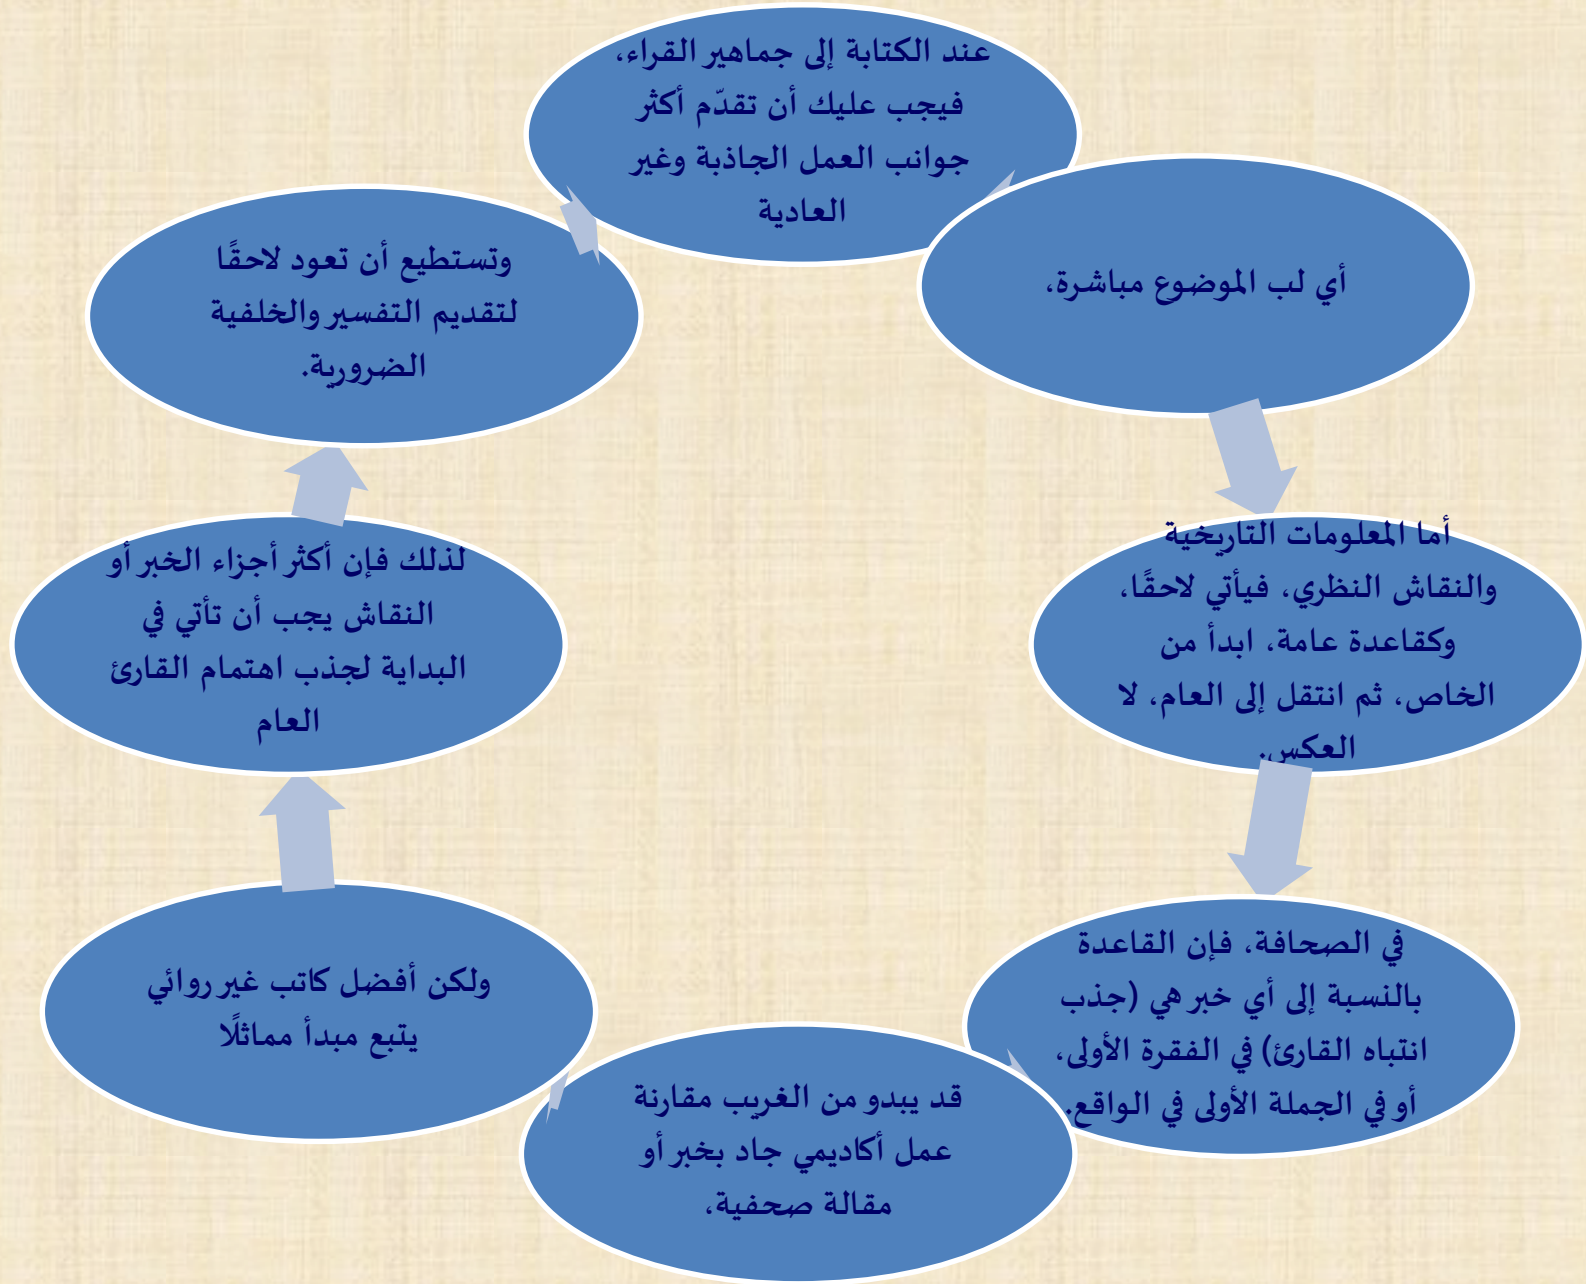 عند الكتابة إلى جماهير القراء،
فيجب عليك أن تقدّم أكثر
جوانب العمل الجاذبة وغير
العادية
أي لب الموضوع مباشرة،
أما المعلومات التاريخية
والنقاش النظري، فيأتي لاحقًا،
وكقاعدة عامة، ابدأ من
الخاص، ثم انتقل إلى العام، لا
العكس.
في الصحافة، فإن القاعدة
بالنسبة إلى أي خبر هي (جذب
انتباه القارئ) في الفقرة الأولى،
أو في الجملة الأولى في الواقع.
قد يبدو من الغريب مقارنة
عمل أكاديمي جاد بخبر أو
مقالة صحفية،
ولكن أفضل كاتب غير روائي
يتبع مبدأ مماثلًا
لذلك فإن أكثر أجزاء الخبر أو
النقاش يجب أن تأتي في
البداية لجذب اهتمام القارئ
العام
وتستطيع أن تعود لاحقًا
لتقديم التفسير والخلفية
الضرورية.